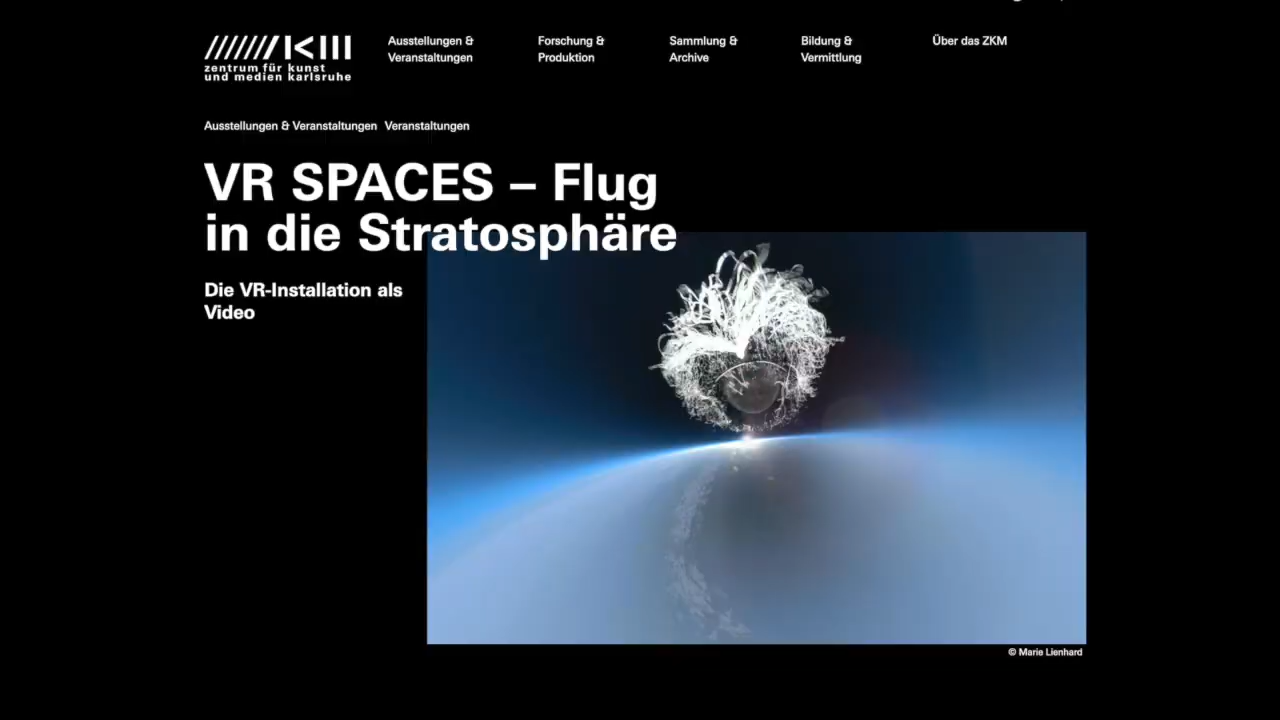 zentrum für kunst
und medien karlsruhe
Ausstellungen &
Veranstaltungen
Forschung &
Produktion
Sammlung &
Archive
Bildung &
Vermittlung
Über das ZKM
Ausstellungen & Veranstaltungen Veranstaltungen
VR SPACES – Flug
in die Stratosphäre
Die VR-Installation als
Video
© Marie Lienhard